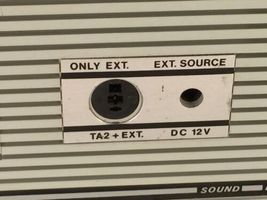 ONLY EXT. EXT. SOURCE
TA2 + EXT. DC 12V
SOUND